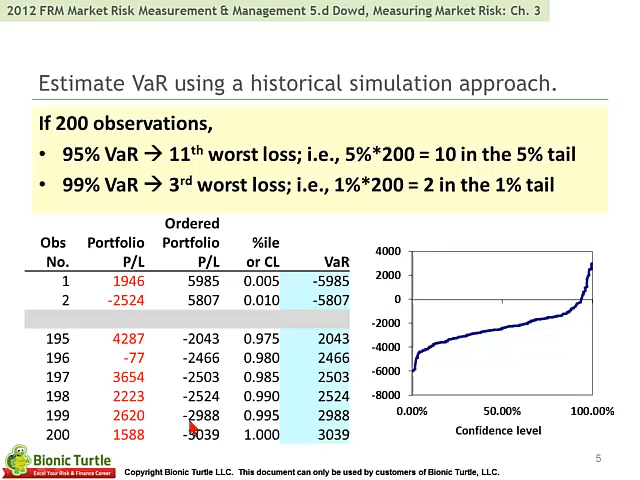 2012 FRM Market Risk Measurement & Management 5.d Dowd, Measuring Market Risk: Ch. 3
Estimate VaR using a historical simulation approach.
If 200 observations,
• 95% VaR → 11th worst loss; i.e., 5%*200 = 10 in the 5% tail
• 99% VaR → 3rd worst loss; i.e., 1%*200 = 2 in the 1% tail
Ordered
Obs Portfolio Portfolio %ile
No. P/L P/L or CL VaR
1 1946 5985 0.005 -5985
2 -2524 5807 0.010 -5807
195 4287 -2043 0.975 2043
196 -77 -2466 0.980 2466
197 3654 -2503 0.985 2503
198 2223 -2524 0.990 2524
199 2620 -2988 0.995 2988
200 1588 -3039 1.000 3039
4000
2000
0
-2000
-4000
-6000
-8000
0.00% 50.00% 100.00%
Confidence level
5
Bionic Turtle
Excel Your Risk & Finance Career
Copyright Bionic Turtle LLC. This document can only be used by customers of Bionic Turtle, LLC.